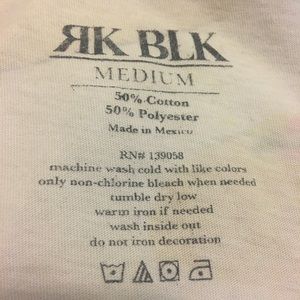 ЯK BLK
MEDIUM
50% Cotton
50% Polyester
Made in Mexico
RN# 139058
machine wash cold with like colors
only non-chlorine bleach when needed
tumble dry low
warm iron if needed
wash inside out
do not iron decoration